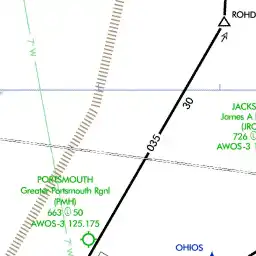 ROHD
7° W
30
JACKS
James A
(JRO
726 Ⓛ
AWOS-3
035
PORTSMOUTH
Greater Portsmouth Rgnl
(PMH)
663 Ⓛ 50
AWOS-3 125.175
7° W
OHIOS